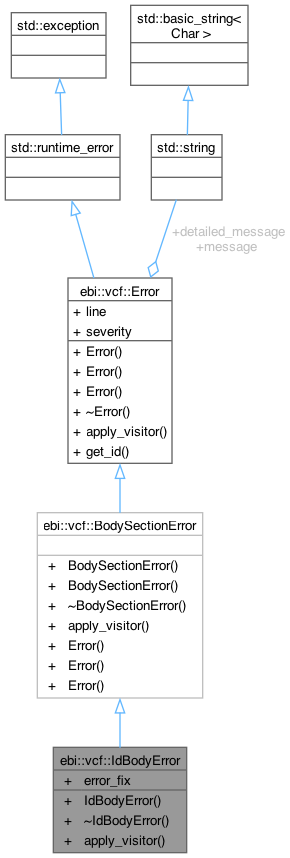 std::exception
std::basic_string<
Char >
std::runtime_error
std::string
+detailed_message
+message
ebi::vcf::Error
+ line
+ severity
+ Error()
+ Error()
+ Error()
+ ~Error()
+ apply_visitor()
+ get_id()
ebi::vcf::BodySectionError
+ BodySectionError()
+ BodySectionError()
+ ~BodySectionError()
+ apply_visitor()
+ Error()
+ Error()
+ Error()
ebi::vcf::IdBodyError
+ error_fix
+ IdBodyError()
+ ~IdBodyError()
+ apply_visitor()